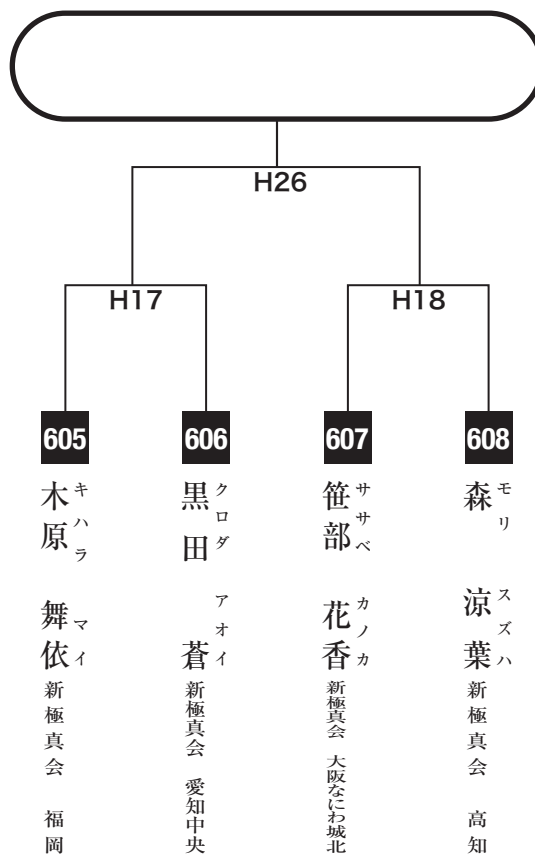 H26
H17
H18
605
キハラ マイ
木原 舞依
新極真会 福岡
606
クロダ アオイ
黒田 蒼
新極真会 愛知中央
607
ササベ カノカ
笹部 花香
新極真会 大阪なにわ城北
608
モリ スズハ
森 涼葉
新極真会 高知